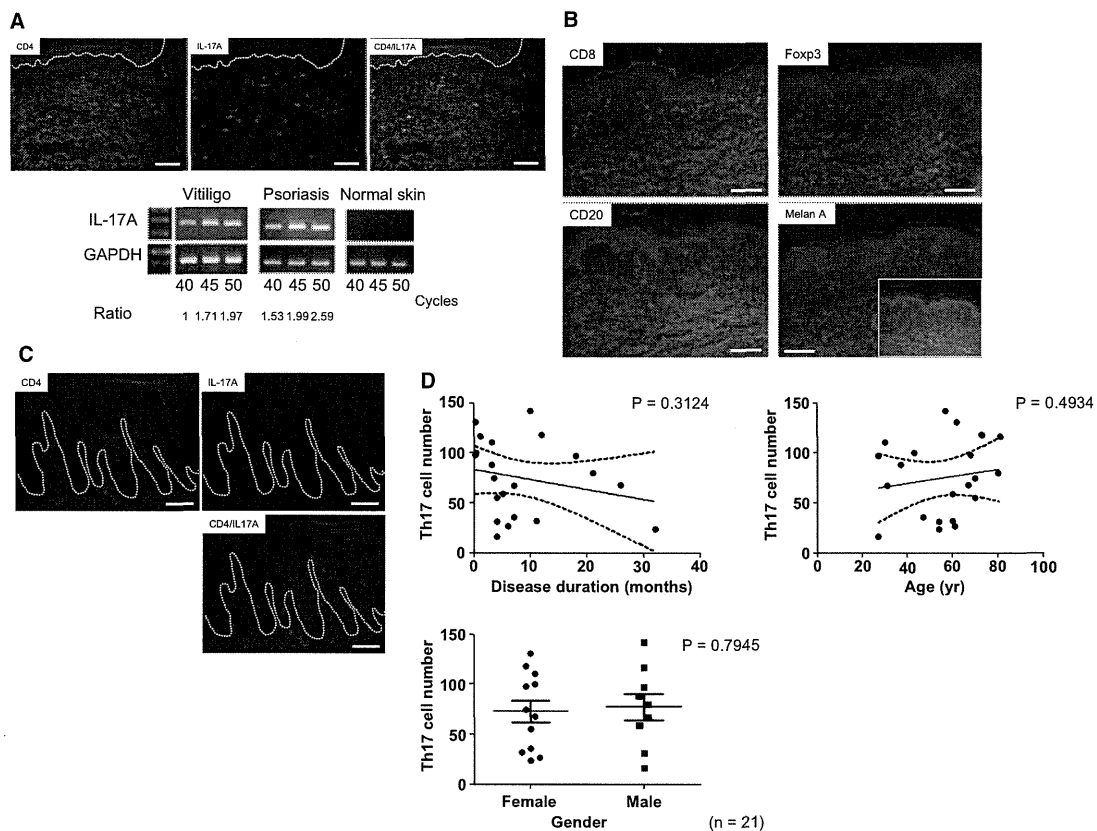 A
CD4
IL-17A
CD4/IL17A
Vitiligo
Psoriasis
Normal skin
IL-17A
GAPDH
40 45 50
40 45 50
40 45 50
Cycles
Ratio
1 1.71 1.97
1.53 1.99 2.59
B
CD8
Foxp3
CD20
Melan A
C
CD4
IL-17A
CD4/IL17A
D
P = 0.3124
Th17 cell number
150
100
50
0
0 10 20 30 40
Disease duration (months)
P = 0.4934
Th17 cell number
150
100
50
0
0 20 40 60 80 100
Age (yr)
P = 0.7945
Th17 cell number
150
100
50
0
Female
Male
Gender
(n = 21)